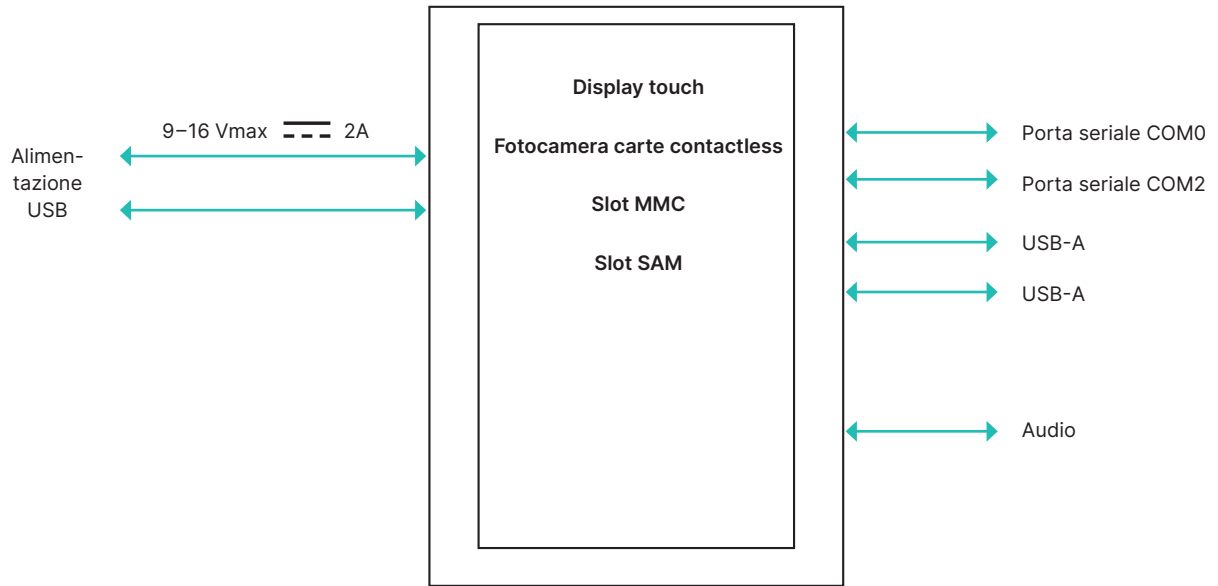 Display touch
Fotocamera carte contactless
Slot MMC
Slot SAM
9–16 Vmax 2A
Alimen-
tazione
USB
Porta seriale COM0
Porta seriale COM2
USB-A
USB-A
Audio